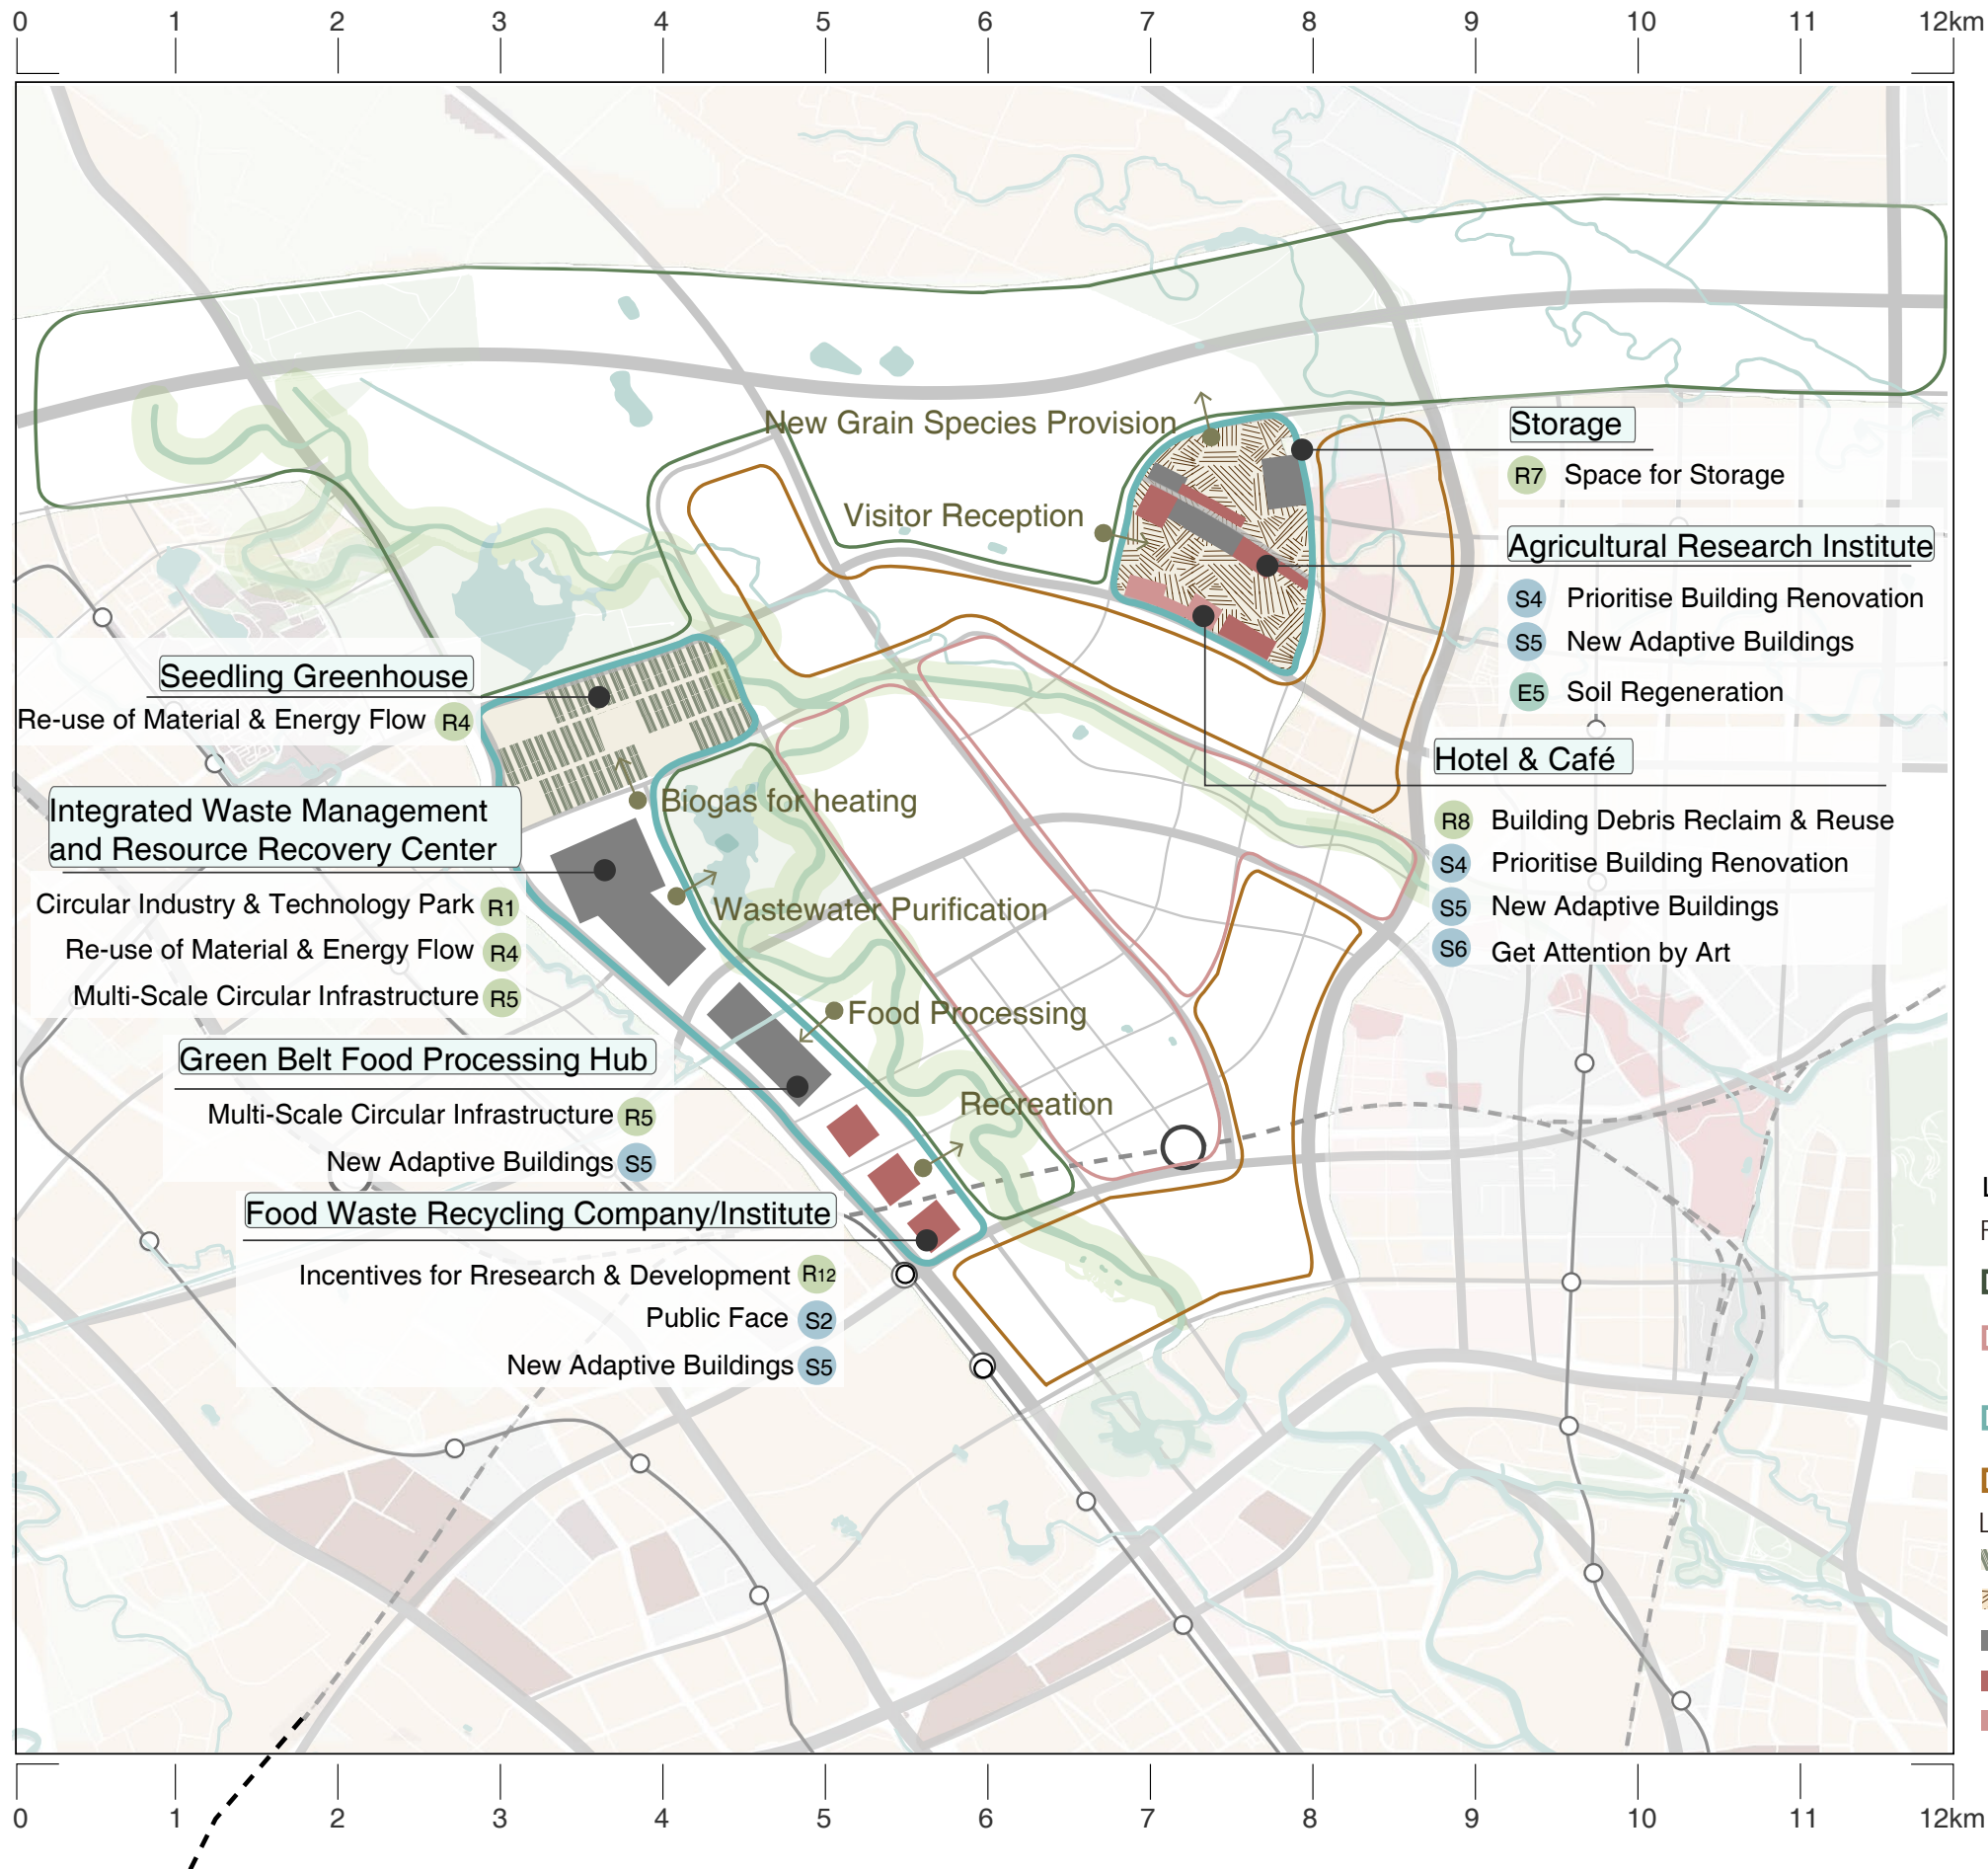 0 1 2 3 4 5 6 7 8 9 10 11 12km
New Grain Species Provision
Storage
R7 Space for Storage
Visitor Reception
Agricultural Research Institute
S4 Prioritise Building Renovation
S5 New Adaptive Buildings
E5 Soil Regeneration
Seedling Greenhouse
Re-use of Material & Energy Flow R4
Hotel & Café
R8 Building Debris Reclaim & Reuse
S4 Prioritise Building Renovation
S5 New Adaptive Buildings
S6 Get Attention by Art
Biogas for heating
Integrated Waste Management
and Resource Recovery Center
Circular Industry & Technology Park R1
Re-use of Material & Energy Flow R4
Multi-Scale Circular Infrastructure R5
Wastewater Purification
Food Processing
Green Belt Food Processing Hub
Multi-Scale Circular Infrastructure R5
New Adaptive Buildings S5
Recreation
Food Waste Recycling Company/Institute
Incentives for Rresearch & Development R12
Public Face S2
New Adaptive Buildings S5
0 1 2 3 4 5 6 7 8 9 10 11 12km